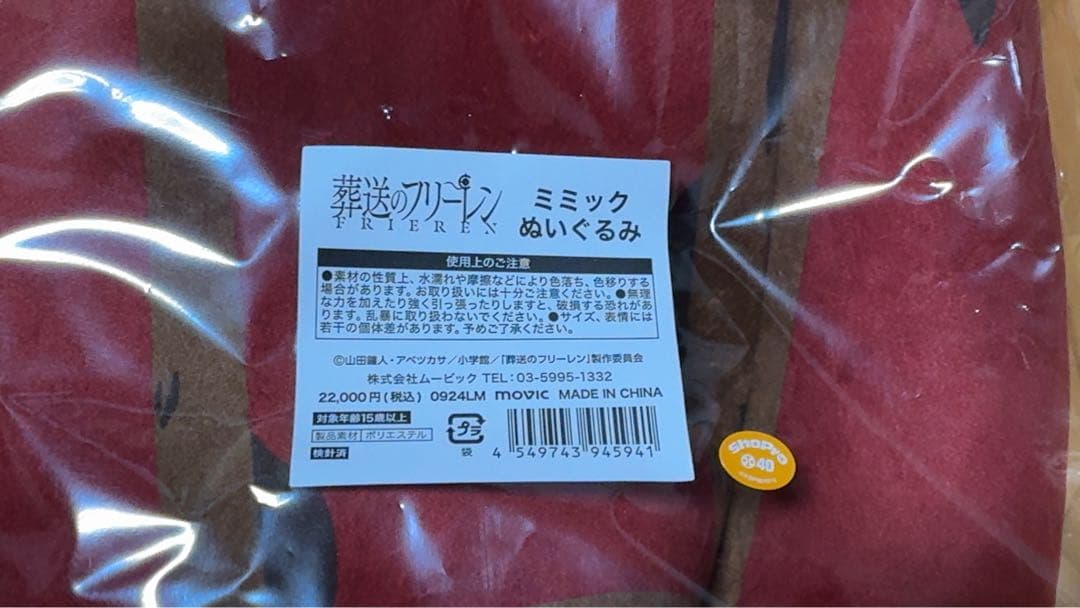 葬送のフリーレン
FRIEREN
ミミック
ぬいぐるみ
使用上のご注意
●素材の性質上、水濡れや摩擦などにより色落ち、色移りする
場合があります。お取り扱いには十分ご注意ください。●無理
な力を加えたり強く引っ張ったりしますと、破損する恐れがあ
ります。乱暴に取り扱わないでください。●サイズ、表情には
若干の個体差があります。予めご了承ください。
©山田鐘人・アベツカサ/小学館/「葬送のフリーレン」製作委員会
株式会社ムービック TEL:03-5995-1332
22,000円(税込) 0924LM movic MADE IN CHINA
対象年齢15歳以上
製品素材 ポリエステル
検針済
プラ
袋
4 549743 945941
ShoPro
40